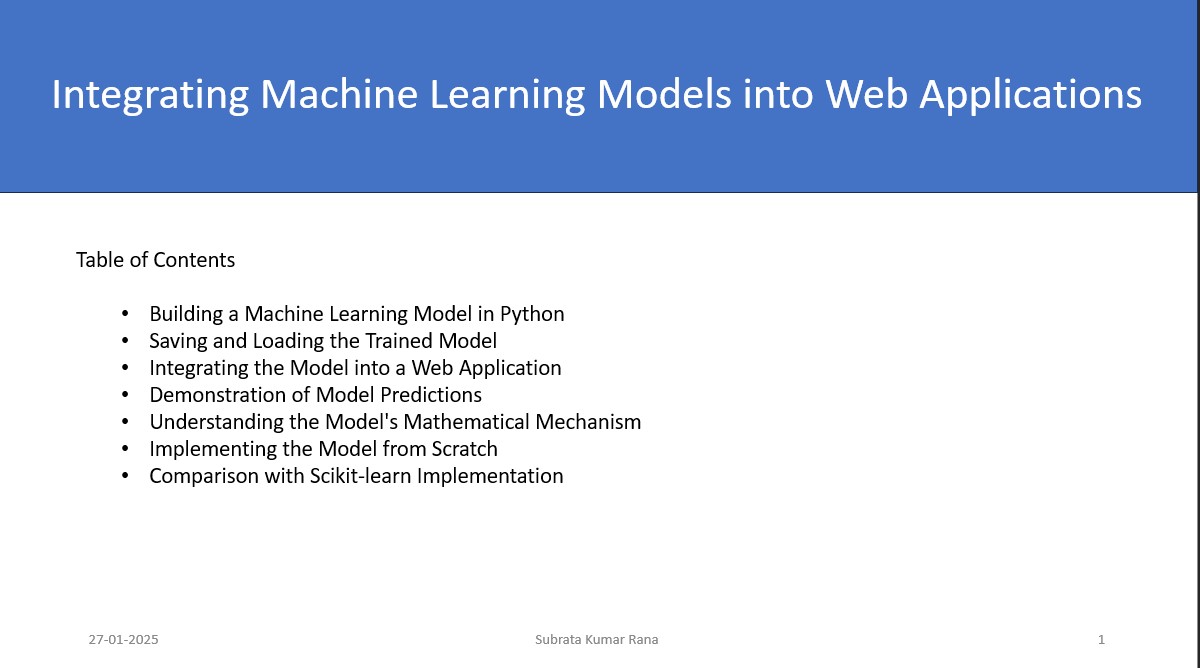 Integrating Machine Learning Models into Web Applications
Table of Contents
• Building a Machine Learning Model in Python
• Saving and Loading the Trained Model
• Integrating the Model into a Web Application
• Demonstration of Model Predictions
• Understanding the Model's Mathematical Mechanism
• Implementing the Model from Scratch
• Comparison with Scikit-learn Implementation
27-01-2025 Subrata Kumar Rana 1